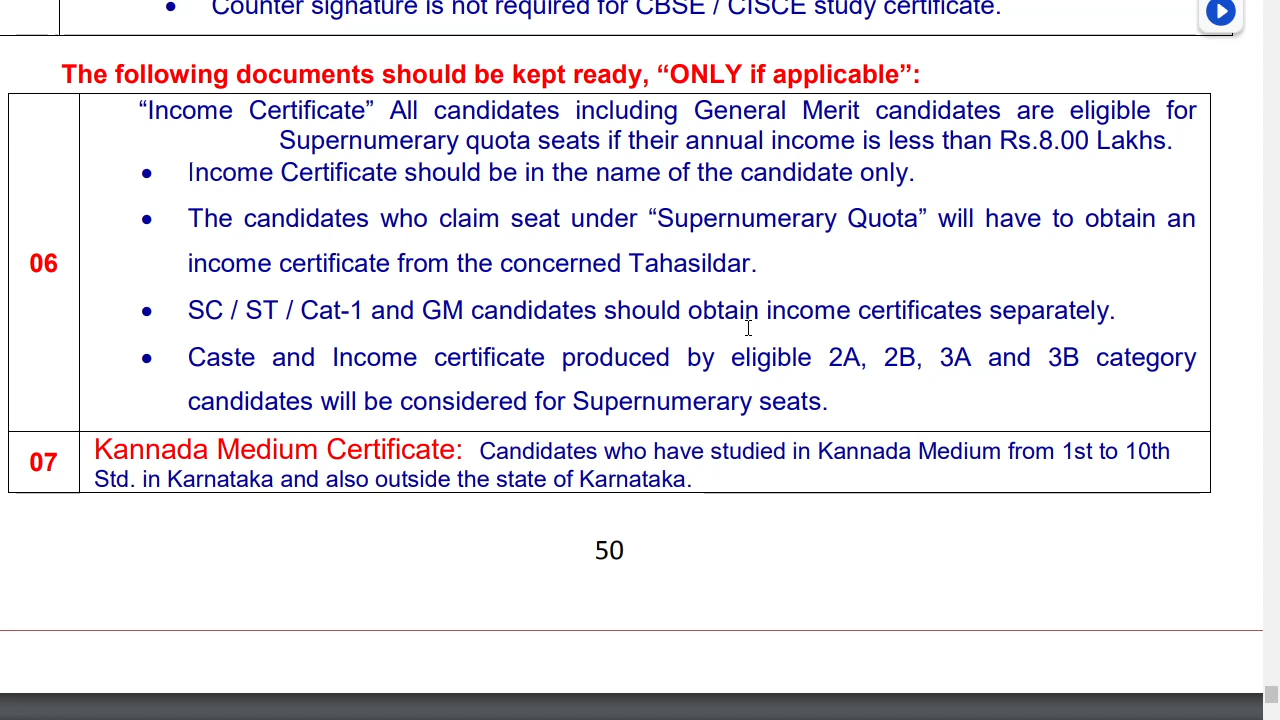 • Counter signature is not required for CBSE / CISCE study certificate.
The following documents should be kept ready, “ONLY if applicable”:
“Income Certificate” All candidates including General Merit candidates are eligible for
Supernumerary quota seats if their annual income is less than Rs.8.00 Lakhs.
• Income Certificate should be in the name of the candidate only.
• The candidates who claim seat under “Supernumerary Quota” will have to obtain an
06
income certificate from the concerned Tahasildar.
• SC / ST / Cat-1 and GM candidates should obtain income certificates separately.
• Caste and Income certificate produced by eligible 2A, 2B, 3A and 3B category
candidates will be considered for Supernumerary seats.
07
Kannada Medium Certificate: Candidates who have studied in Kannada Medium from 1st to 10th
Std. in Karnataka and also outside the state of Karnataka.
50